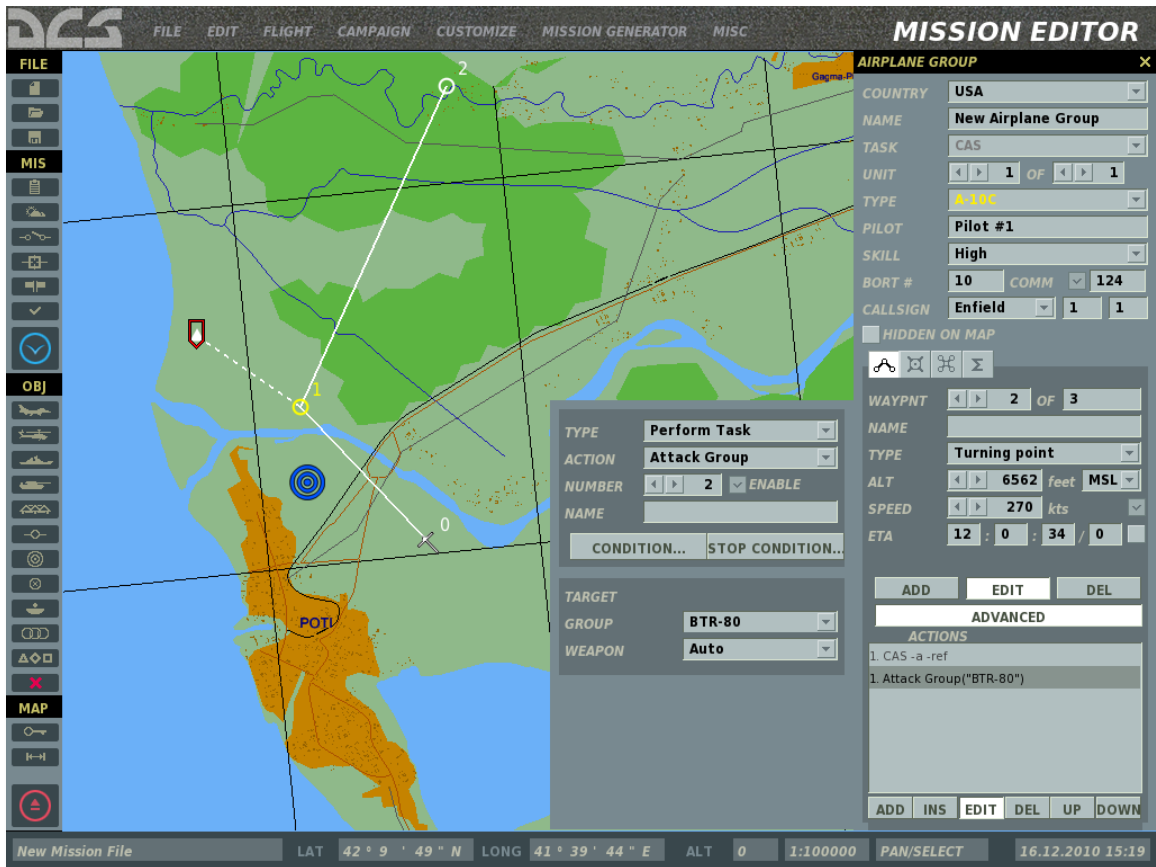 DCS
FILE EDIT FLIGHT CAMPAIGN CUSTOMIZE MISSION GENERATOR MISC
MISSION EDITOR
FILE
MIS
OBJ
MAP
2
1
0
POTI
AIRPLANE GROUP
COUNTRY USA
NAME New Airplane Group
TASK CAS
UNIT 1 OF 1
TYPE A-10C
PILOT Pilot #1
SKILL High
BORT # 10 COMM 124
CALLSIGN Enfield 1 1
HIDDEN ON MAP
WAYPNT 2 OF 3
NAME
TYPE Turning point
ALT 6562 feet MSL
SPEED 270 kts
ETA 12 : 0 : 34 / 0
ADD EDIT DEL
ADVANCED
ACTIONS
1. CAS -a -ref
1. Attack Group("BTR-80")
ADD INS EDIT DEL UP DOWN
TYPE Perform Task
ACTION Attack Group
NUMBER 2 ENABLE
NAME
CONDITION... STOP CONDITION...
TARGET
GROUP BTR-80
WEAPON Auto
New Mission File LAT 42 ° 9 ' 49 " N LONG 41 ° 39 ' 44 " E ALT 0 1:100000 PAN/SELECT 16.12.2010 15:19